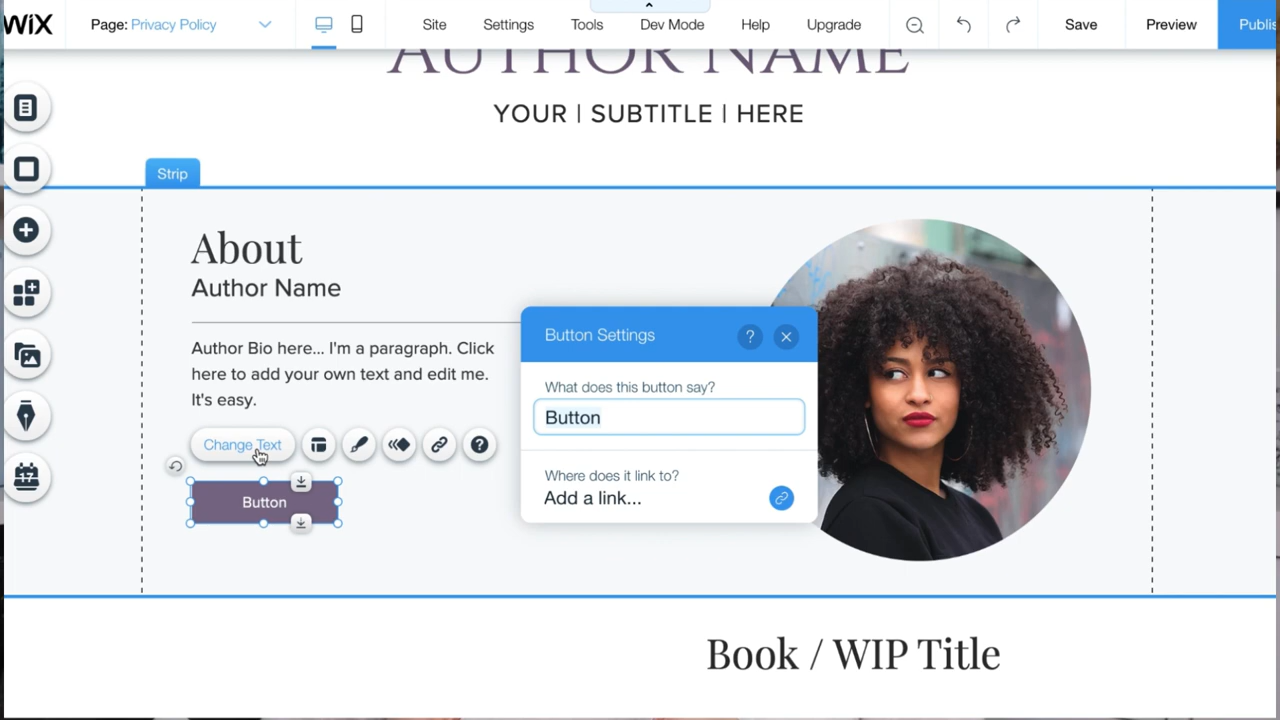 WiX
Page: Privacy Policy
Site
Settings
Tools
Dev Mode
Help
Upgrade
Save
Preview
Publis
AUTHOR NAME
YOUR | SUBTITLE | HERE
Strip
About
Author Name
Author Bio here... I'm a paragraph. Click
here to add your own text and edit me.
It's easy.
Change Text
?
Button
Button Settings
?
What does this button say?
Button
Where does it link to?
Add a link...
17
Book / WIP Title